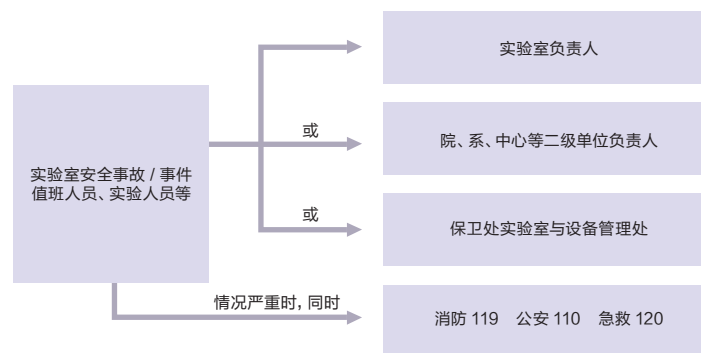 实验室负责人
或
院、系、中心等二级单位负责人
实验室安全事故 / 事件
值班人员、实验人员等
或
保卫处实验室与设备管理处
情况严重时, 同时
消防 119 公安 110 急救 120